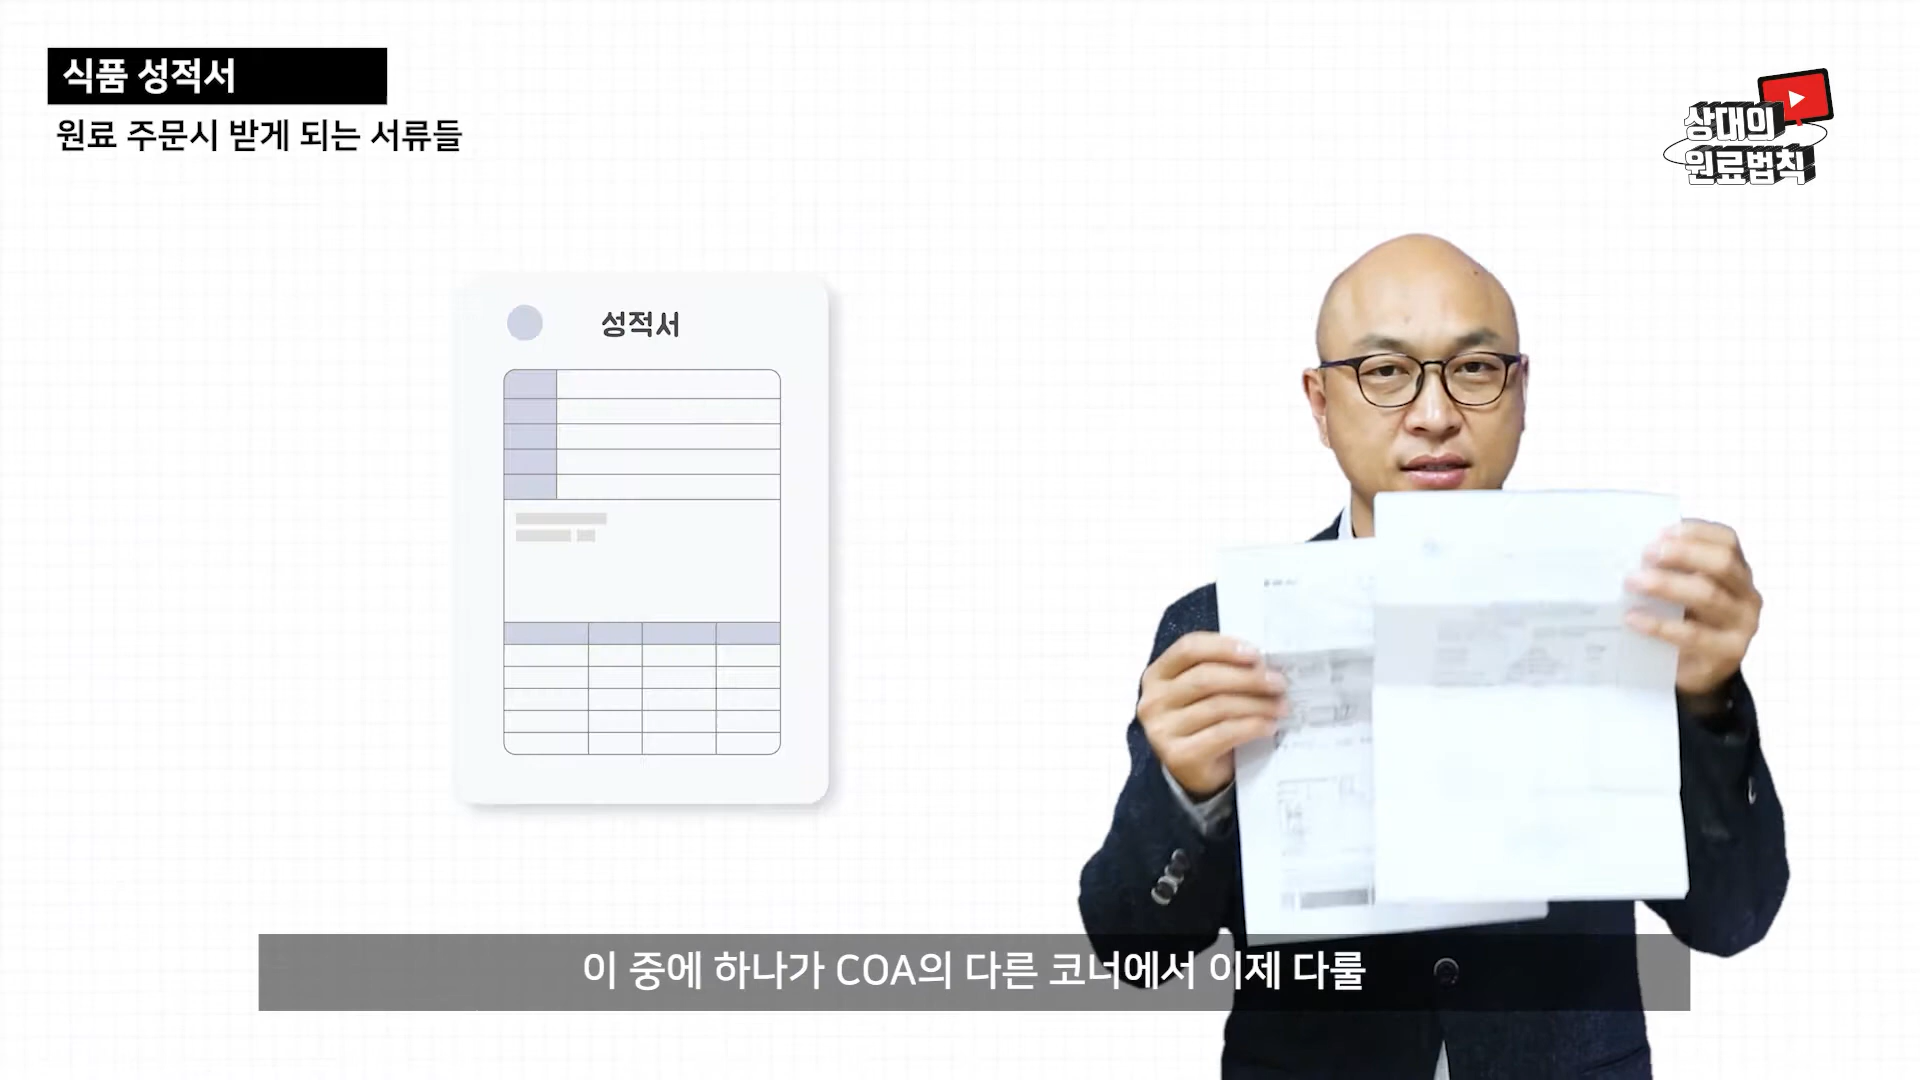 식품 성적서
원료 주문시 받게 되는 서류들
상대의
원료법칙
성적서
이 중에 하나가 COA의 다른 코너에서 이제 다룰